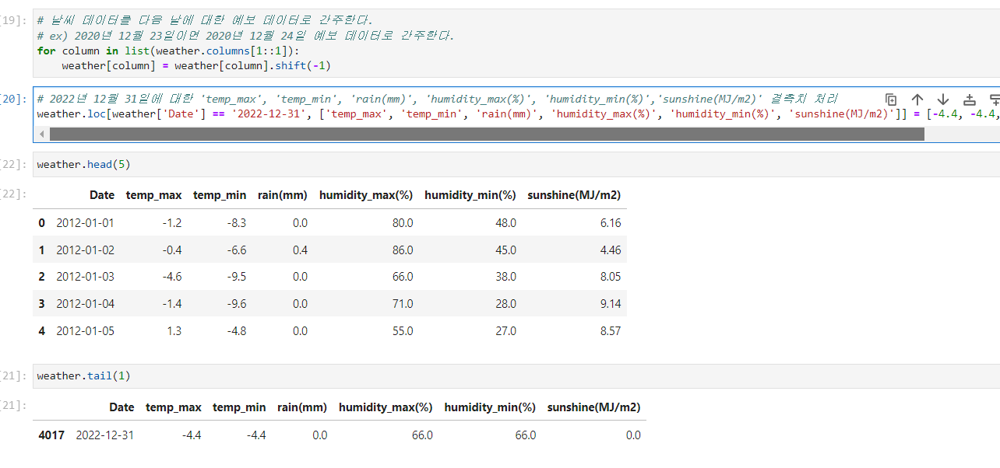 [19]:
# 날씨 데이터를 다음 날에 대한 예보 데이터로 간주한다.
# ex) 2020년 12월 23일이면 2020년 12월 24일 예보 데이터로 간주한다.
for column in list(weather.columns[1::1]):
    weather[column] = weather[column].shift(-1)
[20]:
# 2022년 12월 31일에 대한 'temp_max', 'temp_min', 'rain(mm)', 'humidity_max(%)', 'humidity_min(%)','sunshine(MJ/m2)' 결측치 처리
weather.loc[weather['Date'] == '2022-12-31', ['temp_max', 'temp_min', 'rain(mm)', 'humidity_max(%)', 'humidity_min(%)', 'sunshine(MJ/m2)']] = [-4.4, -4.4,
[22]: weather.head(5)
[22]:
Date temp_max temp_min rain(mm) humidity_max(%) humidity_min(%) sunshine(MJ/m2)
0 2012-01-01 -1.2 -8.3 0.0 80.0 48.0 6.16
1 2012-01-02 -0.4 -6.6 0.4 86.0 45.0 4.46
2 2012-01-03 -4.6 -9.5 0.0 66.0 38.0 8.05
3 2012-01-04 -1.4 -9.6 0.0 71.0 28.0 9.14
4 2012-01-05 1.3 -4.8 0.0 55.0 27.0 8.57
[21]: weather.tail(1)
[21]:
Date temp_max temp_min rain(mm) humidity_max(%) humidity_min(%) sunshine(MJ/m2)
4017 2022-12-31 -4.4 -4.4 0.0 66.0 66.0 0.0